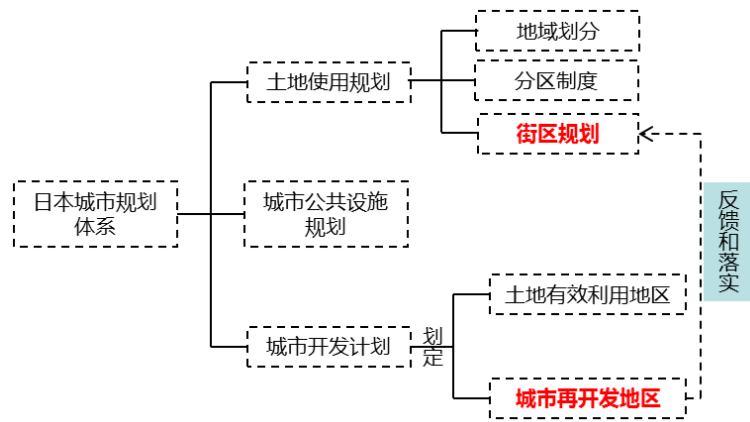 地域划分
土地使用规划
分区制度
街区规划
日本城市规划
体系
城市公共设施
规划
反馈和落实
土地有效利用地区
城市开发计划
划定
城市再开发地区